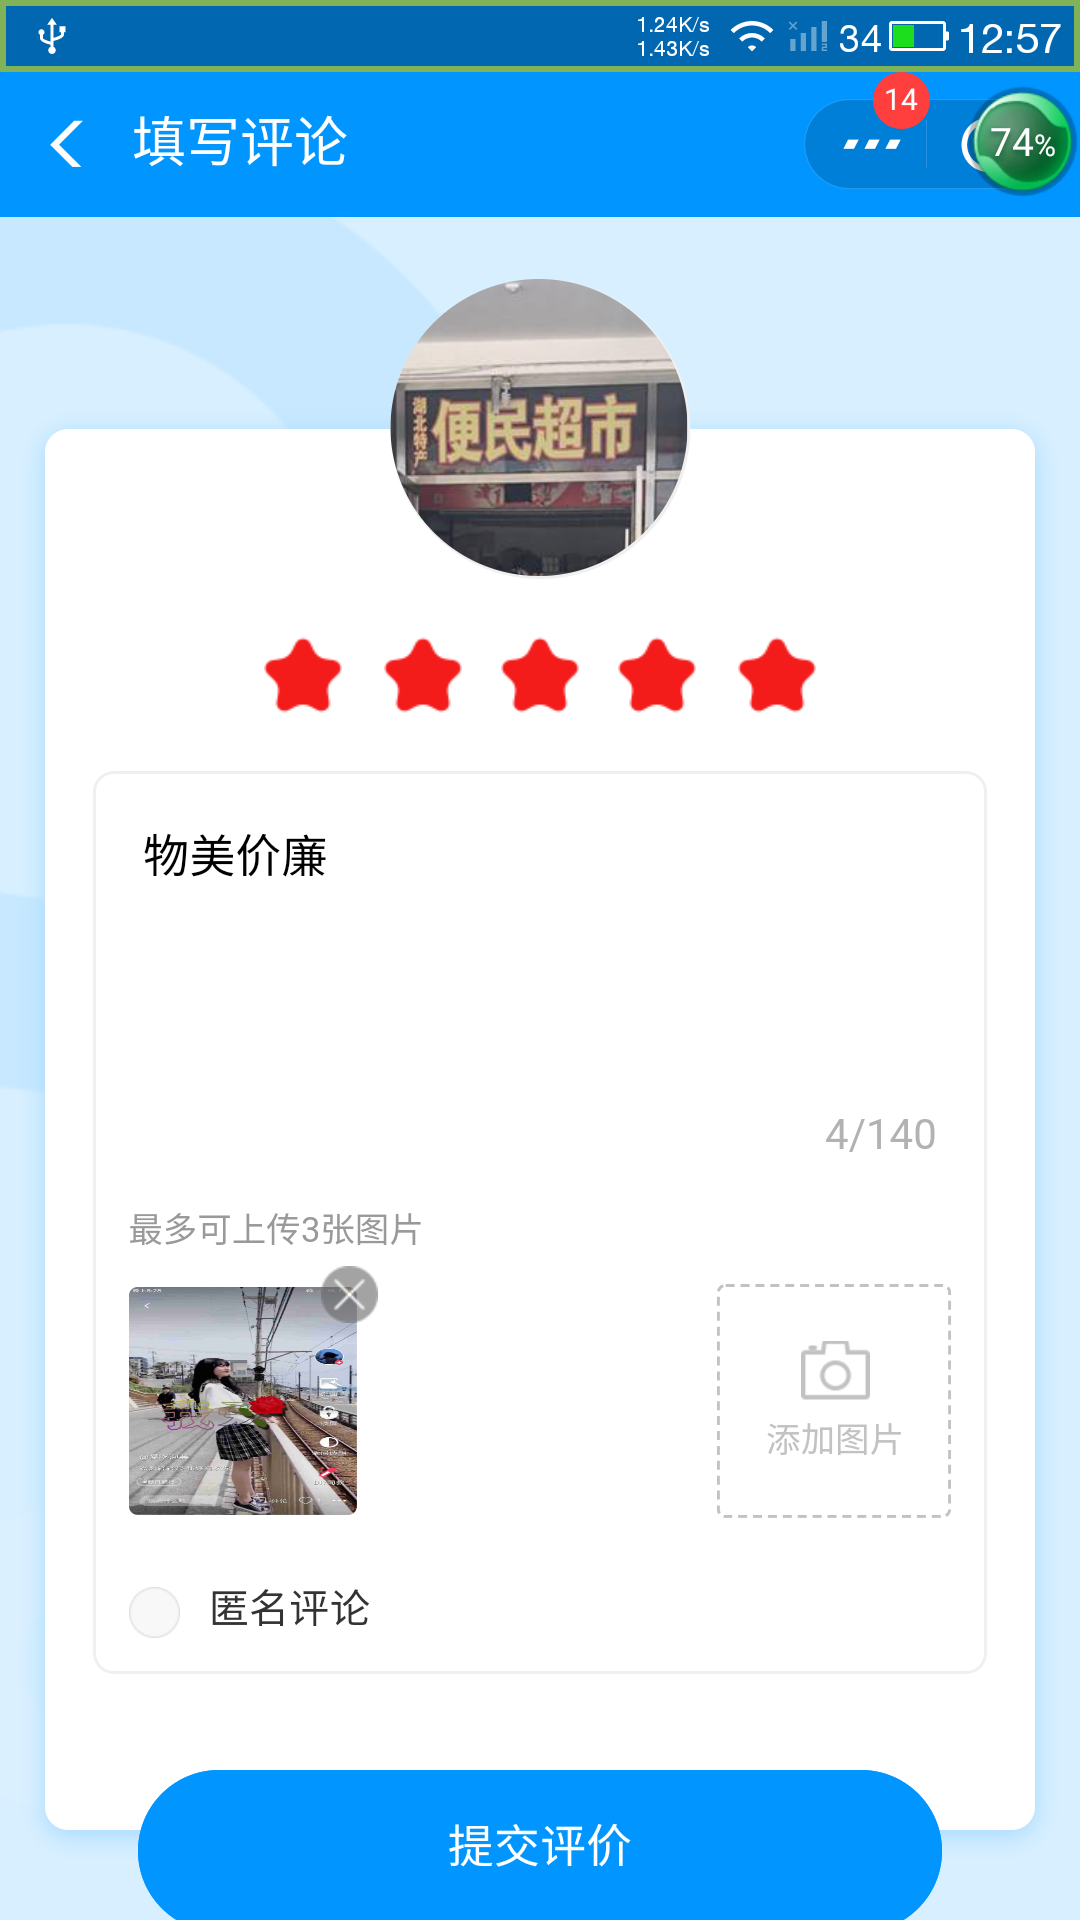 1.24K/s
1.43K/s
34
12:57
填写评论
14
74%
湖北特产
便民超市
物美价廉
4/140
最多可上传3张图片
添加图片
匿名评论
提交评价